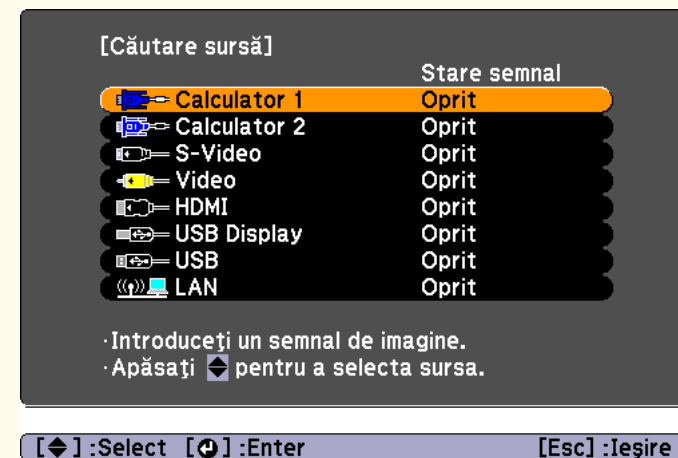 [Căutare sursă]
Stare semnal
Calculator 1 Oprit
Calculator 2 Oprit
S-Video Oprit
Video Oprit
HDMI Oprit
USB Display Oprit
USB Oprit
LAN Oprit
·Introduceţi un semnal de imagine.
·Apăsaţi pentru a selecta sursa.
[◆] :Select [↵] :Enter [Esc] :Ieşire